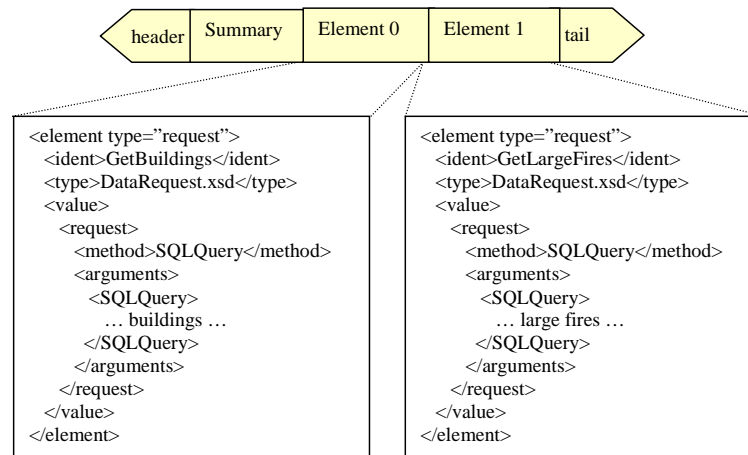 header Summary Element 0 Element 1 tail
<element type=”request”>
<ident>GetBuildings</ident>
<type>DataRequest.xsd</type>
<value>
<request>
<method>SQLQuery</method>
<arguments>
<SQLQuery>
… buildings …
</SQLQuery>
</arguments>
</request>
</value>
</element>
<element type=”request”>
<ident>GetLargeFires</ident>
<type>DataRequest.xsd</type>
<value>
<request>
<method>SQLQuery</method>
<arguments>
<SQLQuery>
… large fires …
</SQLQuery>
</arguments>
</request>
</value>
</element>